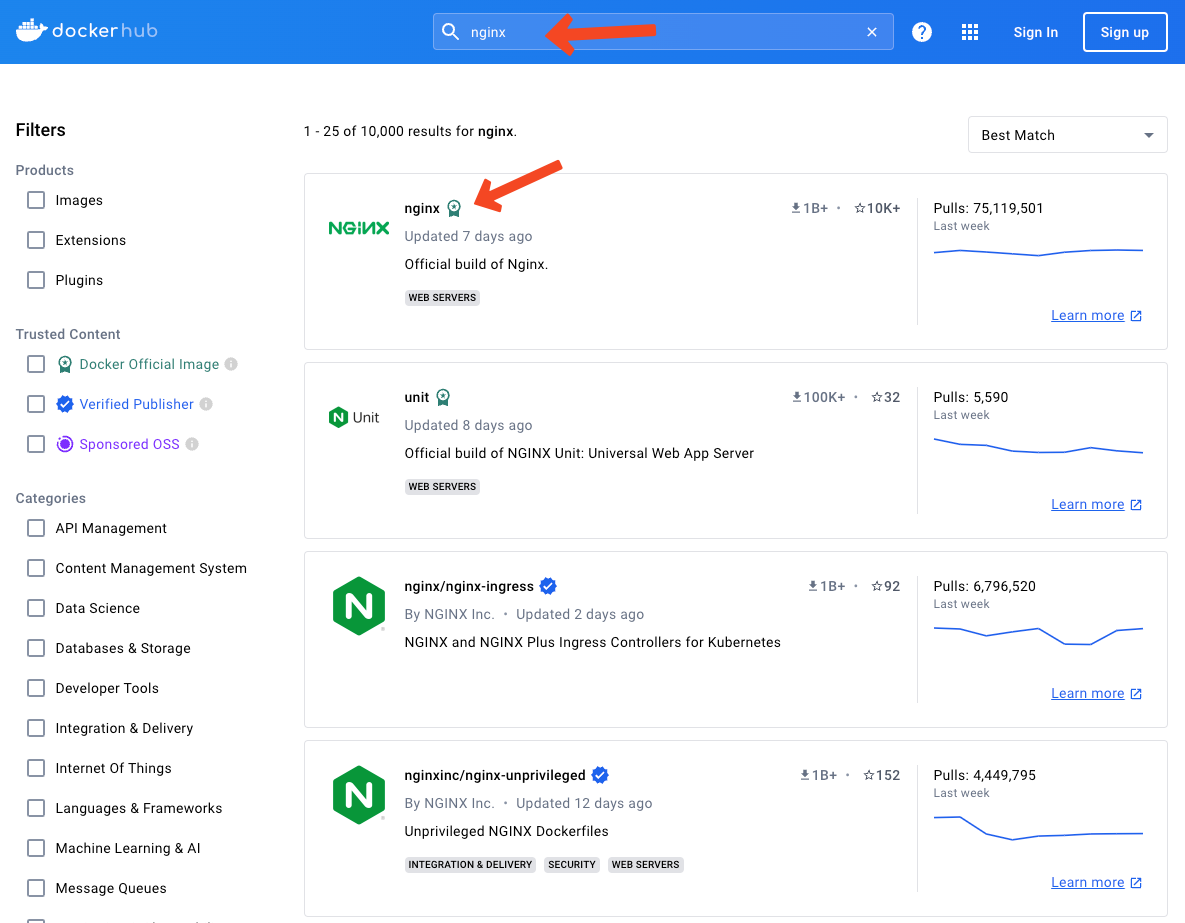 dockerhub
nginx
Sign In
Sign up
Filters
Products
Images
Extensions
Plugins
Trusted Content
Docker Official Image
Verified Publisher
Sponsored OSS
Categories
API Management
Content Management System
Data Science
Databases & Storage
Developer Tools
Integration & Delivery
Internet Of Things
Languages & Frameworks
Machine Learning & AI
Message Queues
1 - 25 of 10,000 results for nginx.
Best Match
NGINX
nginx
1B+ • 10K+
Updated 7 days ago
Official build of Nginx.
WEB SERVERS
Pulls: 75,119,501
Last week
Learn more
N Unit
unit
100K+ • 32
Updated 8 days ago
Official build of NGINX Unit: Universal Web App Server
WEB SERVERS
Pulls: 5,590
Last week
Learn more
N
nginx/nginx-ingress
1B+ • 92
By NGINX Inc. • Updated 2 days ago
NGINX and NGINX Plus Ingress Controllers for Kubernetes
Pulls: 6,796,520
Last week
Learn more
N
nginxinc/nginx-unprivileged
1B+ • 152
By NGINX Inc. • Updated 12 days ago
Unprivileged NGINX Dockerfiles
INTEGRATION & DELIVERY SECURITY WEB SERVERS
Pulls: 4,449,795
Last week
Learn more